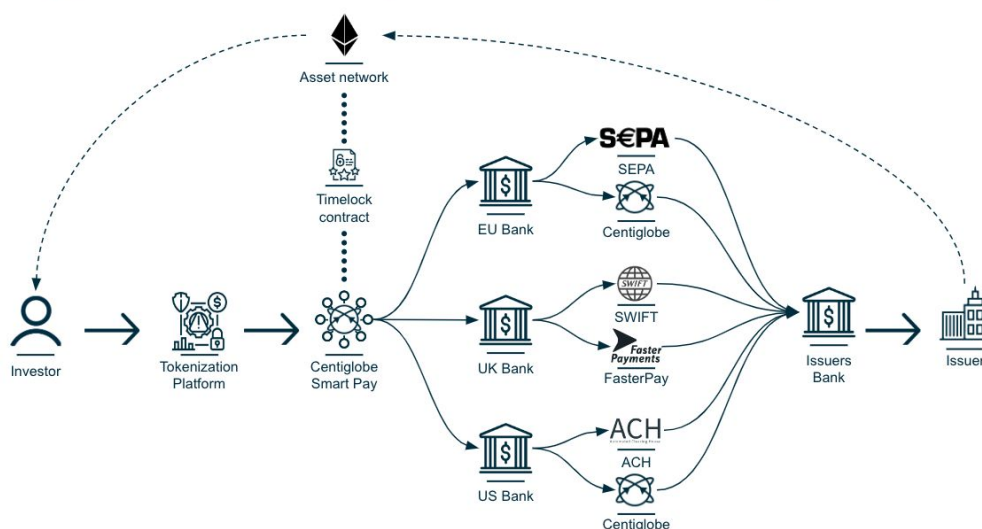 Asset network
Timelock
contract
S€PA
SEPA
EU Bank
Centiglobe
Investor
Tokenization
Platform
Centiglobe
Smart Pay
SWIFT
SWIFT
UK Bank
Faster
Payments
FasterPay
Issuers
Bank
Issuer
ACH
ACH
US Bank
Centiglobe